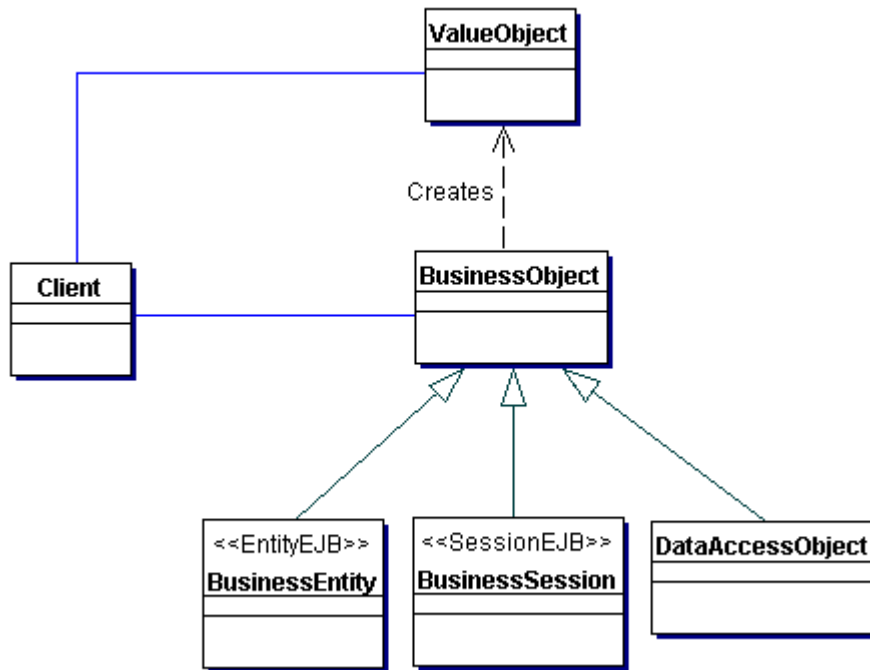 ValueObject
Creates
Client
BusinessObject
<<EntityEJB>>
BusinessEntity
<<SessionEJB>>
BusinessSession
DataAccessObject